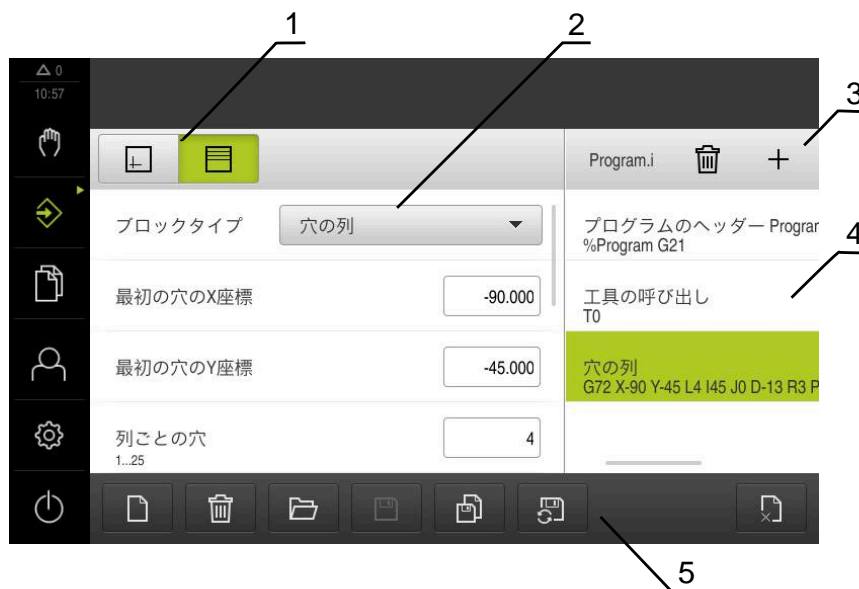 1
2
3
4
5
0
10:57
Program.i
ブロックタイプ
穴の列
最初の穴のX座標
-90.000
最初の穴のY座標
-45.000
列ごとの穴
1...25
4
プログラムのヘッダー Program
%Program G21
工具の呼び出し
T0
穴の列
G72 X-90 Y-45 L4 I45 J0 D-13 R3 P